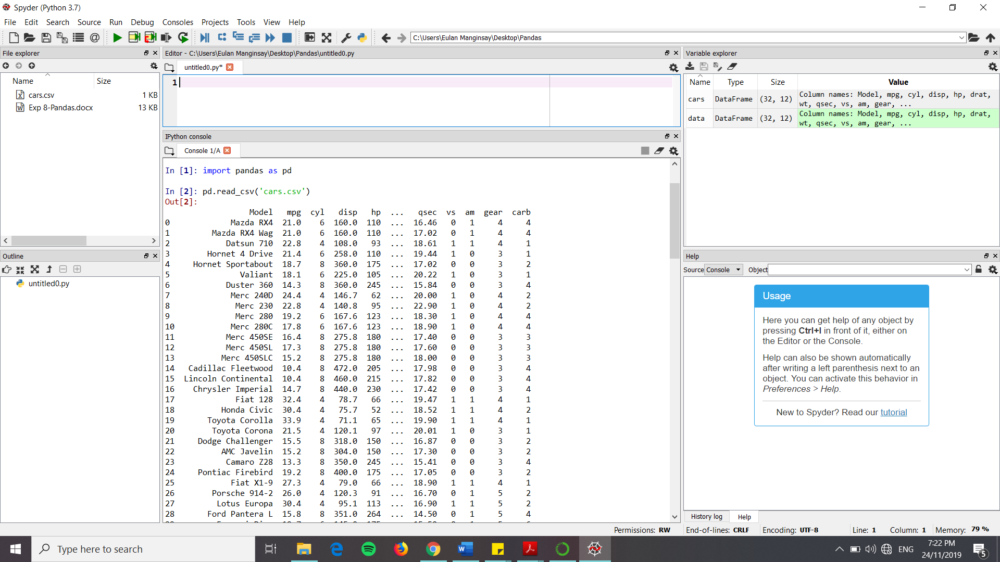 Spyder (Python 3.7)
File Edit Search Source Run Debug Consoles Projects Tools View Help
C:\Users\Eulan Manginsay\Desktop\Pandas
File explorer
Name Size
cars.csv 1 KB
Exp 8-Pandas.docx 13 KB
Outline
untitled0.py
Editor - C:\Users\Eulan Manginsay\Desktop\Pandas\untitled0.py
untitled0.py*
1
IPython console
Console 1/A
In [1]: import pandas as pd
In [2]: pd.read_csv('cars.csv')
Out[2]:
Model mpg cyl disp hp ... qsec vs am gear carb
0 Mazda RX4 21.0 6 160.0 110 ... 16.46 0 1 4 4
1 Mazda RX4 Wag 21.0 6 160.0 110 ... 17.02 0 1 4 4
2 Datsun 710 22.8 4 108.0 93 ... 18.61 1 1 4 1
3 Hornet 4 Drive 21.4 6 258.0 110 ... 19.44 1 0 3 1
4 Hornet Sportabout 18.7 8 360.0 175 ... 17.02 0 0 3 2
5 Valiant 18.1 6 225.0 105 ... 20.22 1 0 3 1
6 Duster 360 14.3 8 360.0 245 ... 15.84 0 0 3 4
7 Merc 240D 24.4 4 146.7 62 ... 20.00 1 0 4 2
8 Merc 230 22.8 4 140.8 95 ... 22.90 1 0 4 2
9 Merc 280 19.2 6 167.6 123 ... 18.30 1 0 4 4
10 Merc 280C 17.8 6 167.6 123 ... 18.90 1 0 4 4
11 Merc 450SE 16.4 8 275.8 180 ... 17.40 0 0 3 3
12 Merc 450SL 17.3 8 275.8 180 ... 17.60 0 0 3 3
13 Merc 450SLC 15.2 8 275.8 180 ... 18.00 0 0 3 3
14 Cadillac Fleetwood 10.4 8 472.0 205 ... 17.98 0 0 3 4
15 Lincoln Continental 10.4 8 460.0 215 ... 17.82 0 0 3 4
16 Chrysler Imperial 14.7 8 440.0 230 ... 17.42 0 0 3 4
17 Fiat 128 32.4 4 78.7 66 ... 19.47 1 1 4 1
18 Honda Civic 30.4 4 75.7 52 ... 18.52 1 1 4 2
19 Toyota Corolla 33.9 4 71.1 65 ... 19.90 1 1 4 1
20 Toyota Corona 21.5 4 120.1 97 ... 20.01 1 0 3 1
21 Dodge Challenger 15.5 8 318.0 150 ... 16.87 0 0 3 2
22 AMC Javelin 15.2 8 304.0 150 ... 17.30 0 0 3 2
23 Camaro Z28 13.3 8 350.0 245 ... 15.41 0 0 3 4
24 Pontiac Firebird 19.2 8 400.0 175 ... 17.05 0 0 3 2
25 Fiat X1-9 27.3 4 79.0 66 ... 18.90 1 1 4 1
26 Porsche 914-2 26.0 4 120.3 91 ... 16.70 0 1 5 2
27 Lotus Europa 30.4 4 95.1 113 ... 16.90 1 1 5 2
28 Ford Pantera L 15.8 8 351.0 264 ... 14.50 0 1 5 4
Variable explorer
Name Type Size Value
cars DataFrame (32, 12) Column names: Model, mpg, cyl, disp, hp, drat,
wt, qsec, vs, am, gear, ...
data DataFrame (32, 12) Column names: Model, mpg, cyl, disp, hp, drat,
wt, qsec, vs, am, gear, ...
Help
Source Console Object
Usage
Here you can get help of any object by
pressing Ctrl+I in front of it, either on
the Editor or the Console.
Help can also be shown automatically
after writing a left parenthesis next to an
object. You can activate this behavior in
Preferences > Help.
New to Spyder? Read our tutorial
History log Help
Permissions: RW End-of-lines: CRLF Encoding: UTF-8 Line: 1 Column: 1 Memory: 79 %
Type here to search
ENG
7:22 PM
24/11/2019
5